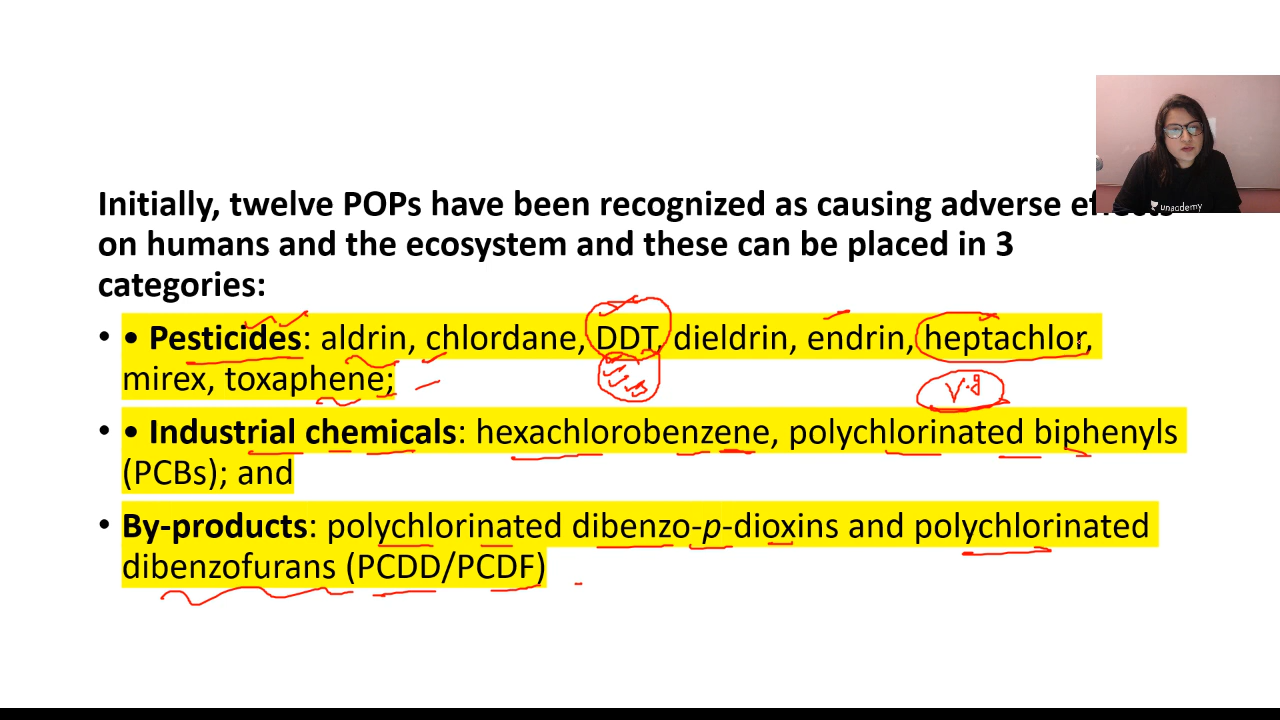 Initially, twelve POPs have been recognized as causing adverse effects
on humans and the ecosystem and these can be placed in 3
categories:
• • Pesticides: aldrin, chlordane, DDT, dieldrin, endrin, heptachlor,
mirex, toxaphene;
• • Industrial chemicals: hexachlorobenzene, polychlorinated biphenyls
(PCBs); and
• By-products: polychlorinated dibenzo-p-dioxins and polychlorinated
dibenzofurans (PCDD/PCDF)
unacademy